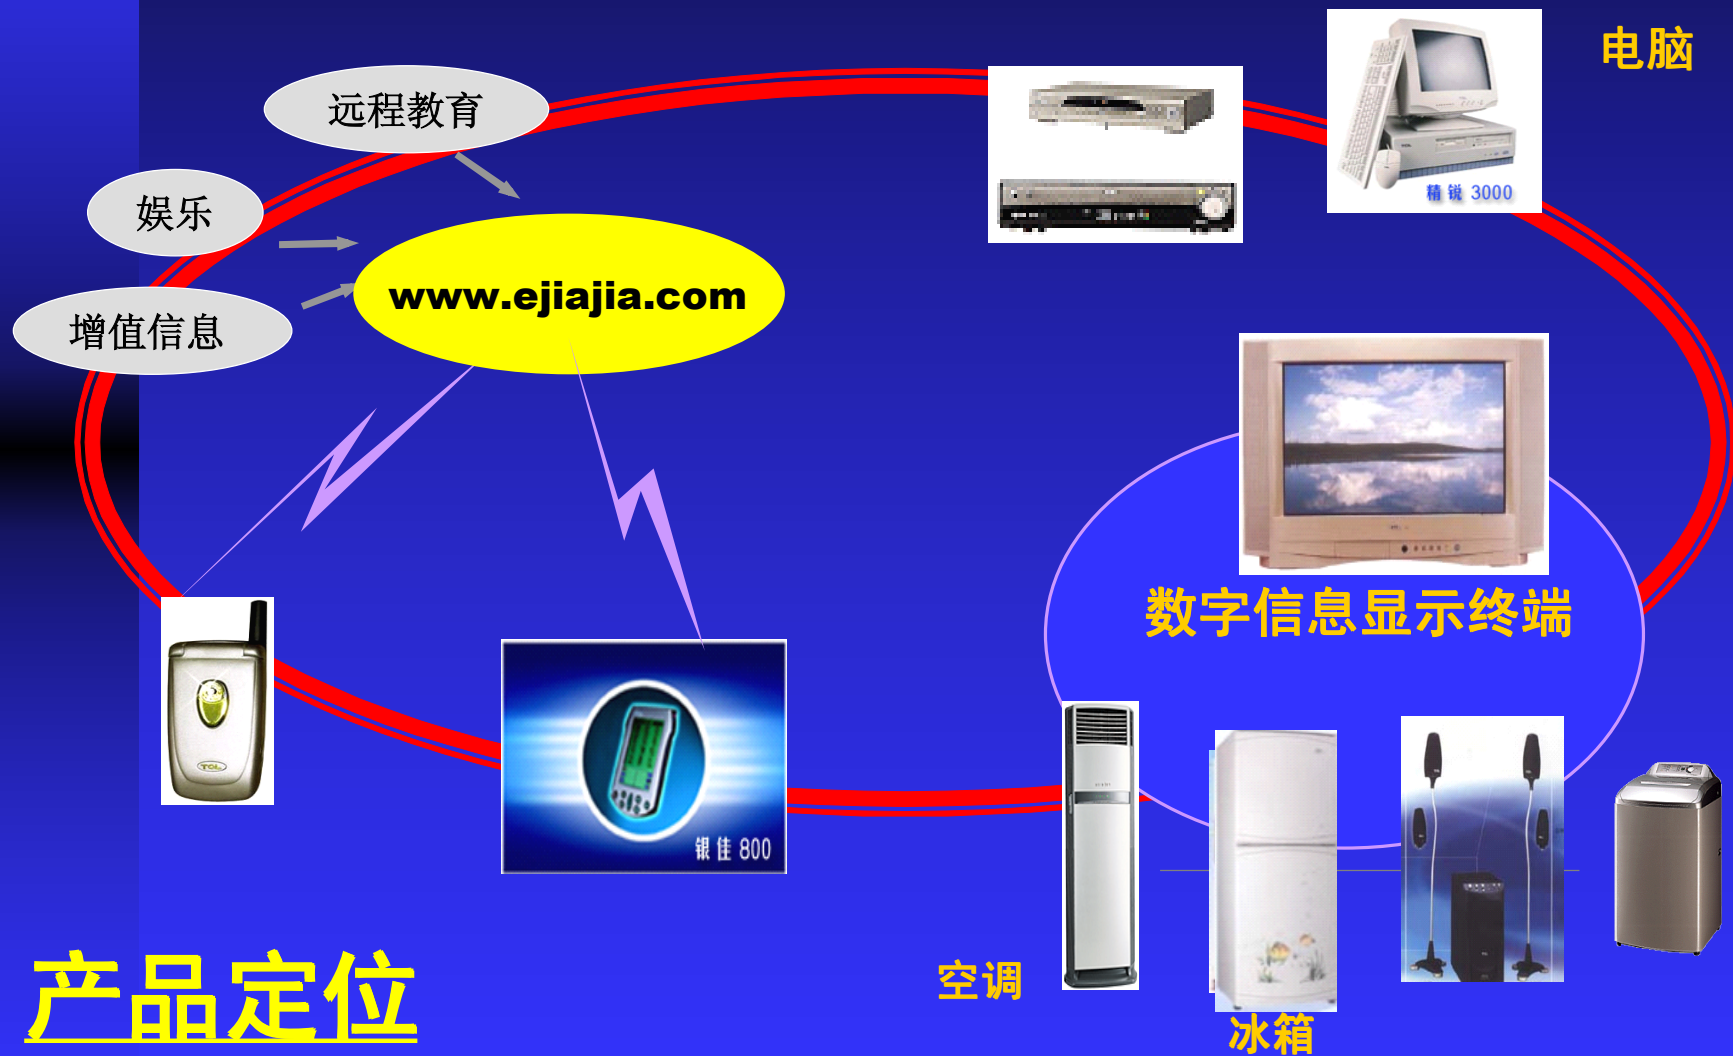 电脑
远程教育
精锐 3000
娱乐
www.ejiajia.com
增值信息
数字信息显示终端
TCL
银佳 800
产品定位
空调
冰箱